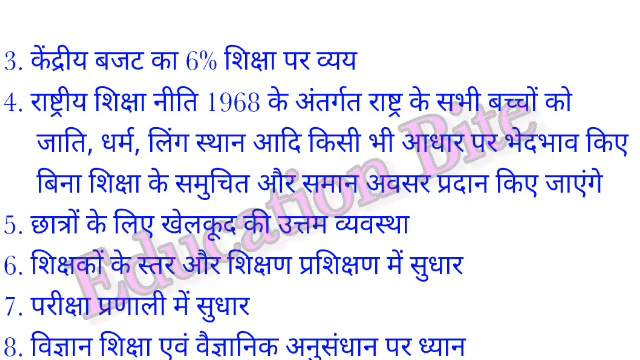 3. केंद्रीय बजट का 6% शिक्षा पर व्यय
4. राष्ट्रीय शिक्षा नीति 1968 के अंतर्गत राष्ट्र के सभी बच्चों को
जाति, धर्म, लिंग स्थान आदि किसी भी आधार पर भेदभाव किए
बिना शिक्षा के समुचित और समान अवसर प्रदान किए जाएंगे
5. छात्रों के लिए खेलकूद की उत्तम व्यवस्था
6. शिक्षकों के स्तर और शिक्षण प्रशिक्षण में सुधार
7. परीक्षा प्रणाली में सुधार
8. विज्ञान शिक्षा एवं वैज्ञानिक अनुसंधान पर ध्यान
Education Bite